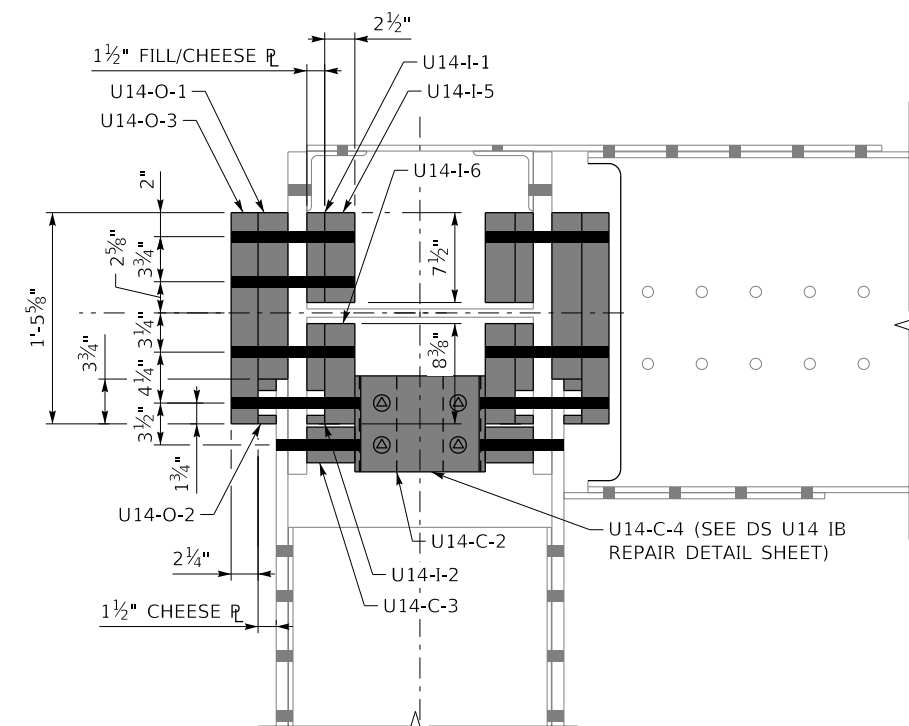 2½"
1½" FILL/CHEESE ℄
U14-I-1
U14-O-1
U14-I-5
U14-O-3
U14-I-6
2"
3¾"
2⅝"
7½"
1'-5⅝"
3¼"
3¾"
4¼"
8⅜"
3½"
1¾"
U14-O-2
U14-C-4 (SEE DS U14 IB
REPAIR DETAIL SHEET)
U14-C-2
2¼"
U14-I-2
U14-C-3
1½" CHEESE ℄